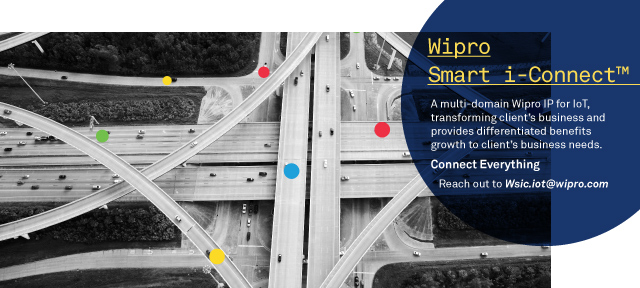 Wipro
Smart i-Connect™
A multi-domain Wipro IP for IoT,
transforming client's business and
provides differentiated benefits
growth to client's business needs.
Connect Everything
Reach out to Wsic.iot@wipro.com